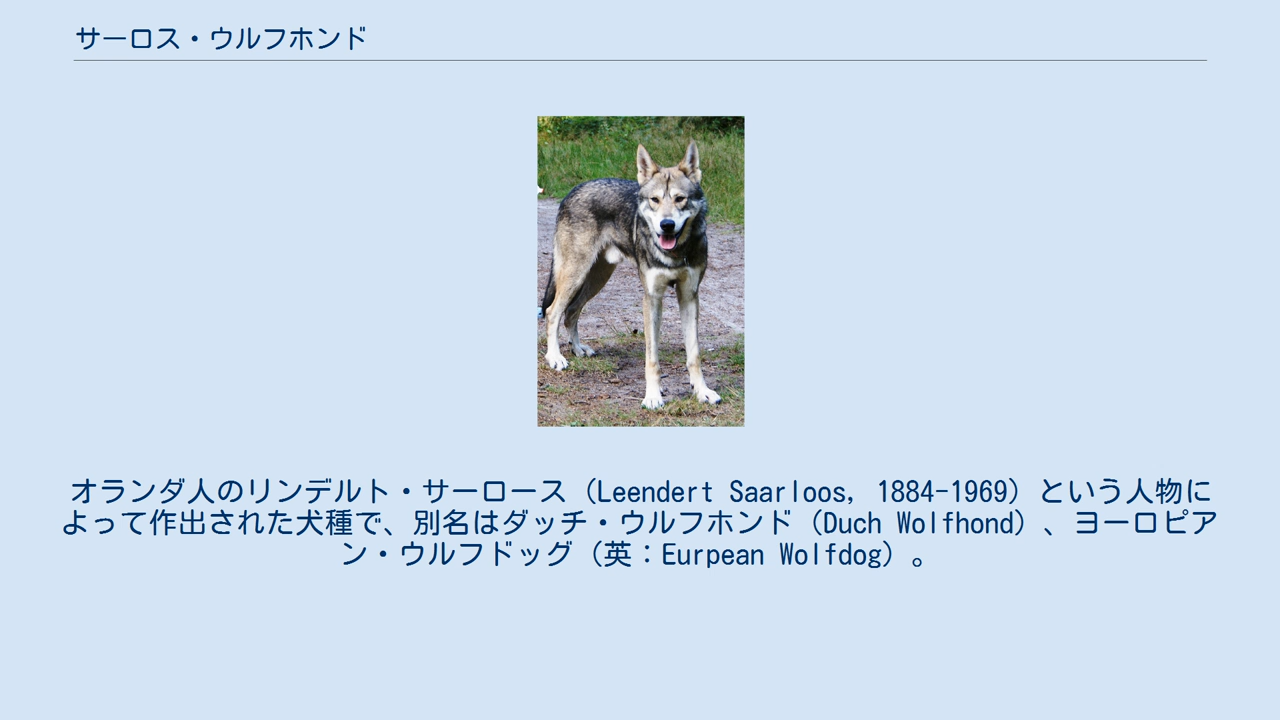 サーロス・ウルフホンド
オランダ人のリンデルト・サーロース（Leendert Saarloos, 1884-1969）という人物に
よって作出された犬種で、別名はダッチ・ウルフホンド（Duch Wolfhond）、ヨーロピア
ン・ウルフドッグ（英：Eurpean Wolfdog）。